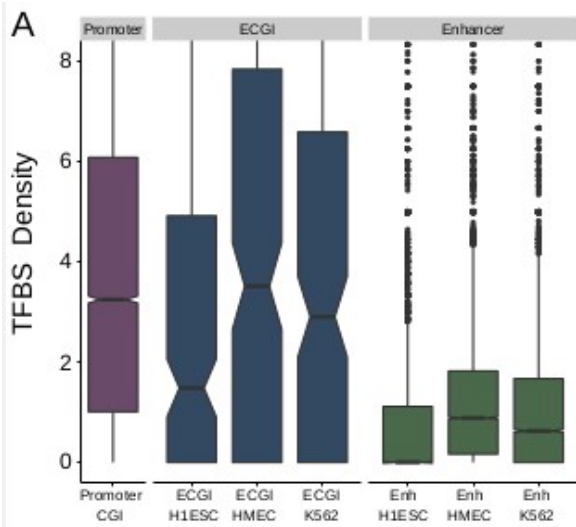 A
Promoter
ECGI
Enhancer
TFBS Density
8
6
4
2
0
Promoter
CGI
ECGI
H1ESC
ECGI
HMEC
ECGI
K562
Enh
H1ESC
Enh
HMEC
Enh
K562